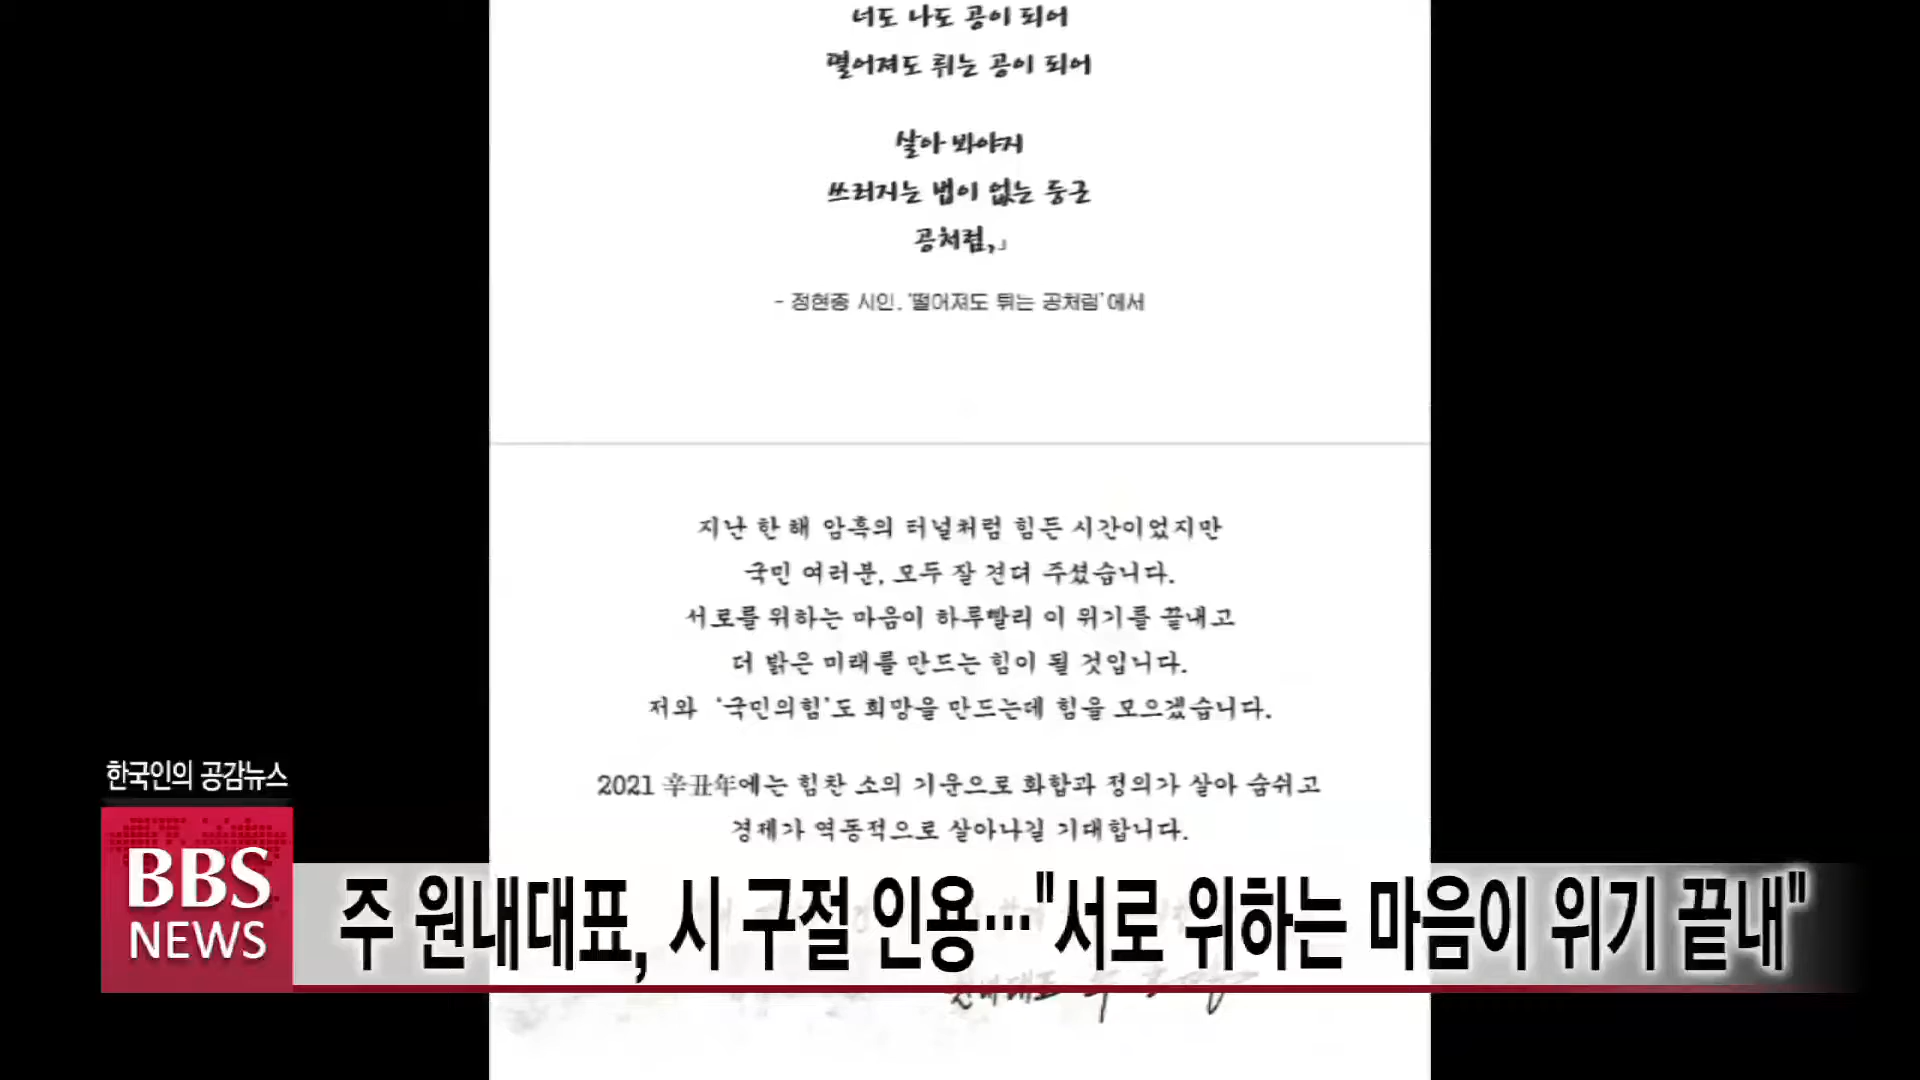 너도 나도 공이 되어
떨어져도 튀는 공이 되어
살아 봐야지
쓰러지는 법이 없는 둥근
공처럼,」
- 정현종 시인. '떨어져도 튀는 공처럼'에서
지난 한 해 암흑의 터널처럼 힘든 시간이었지만
국민 여러분, 모두 잘 견뎌 주셨습니다.
서로를 위하는 마음이 하루빨리 이 위기를 끝내고
더 밝은 미래를 만드는 힘이 될 것입니다.
저와 '국민의힘'도 희망을 만드는데 힘을 모으겠습니다.
2021 辛丑年에는 힘찬 소의 기운으로 화합과 정의가 살아 숨쉬고
경제가 역동적으로 살아나길 기대합니다.
한국인의 공감뉴스
BBS
NEWS
주 원내대표, 시 구절 인용…"서로 위하는 마음이 위기 끝내"
원내대표